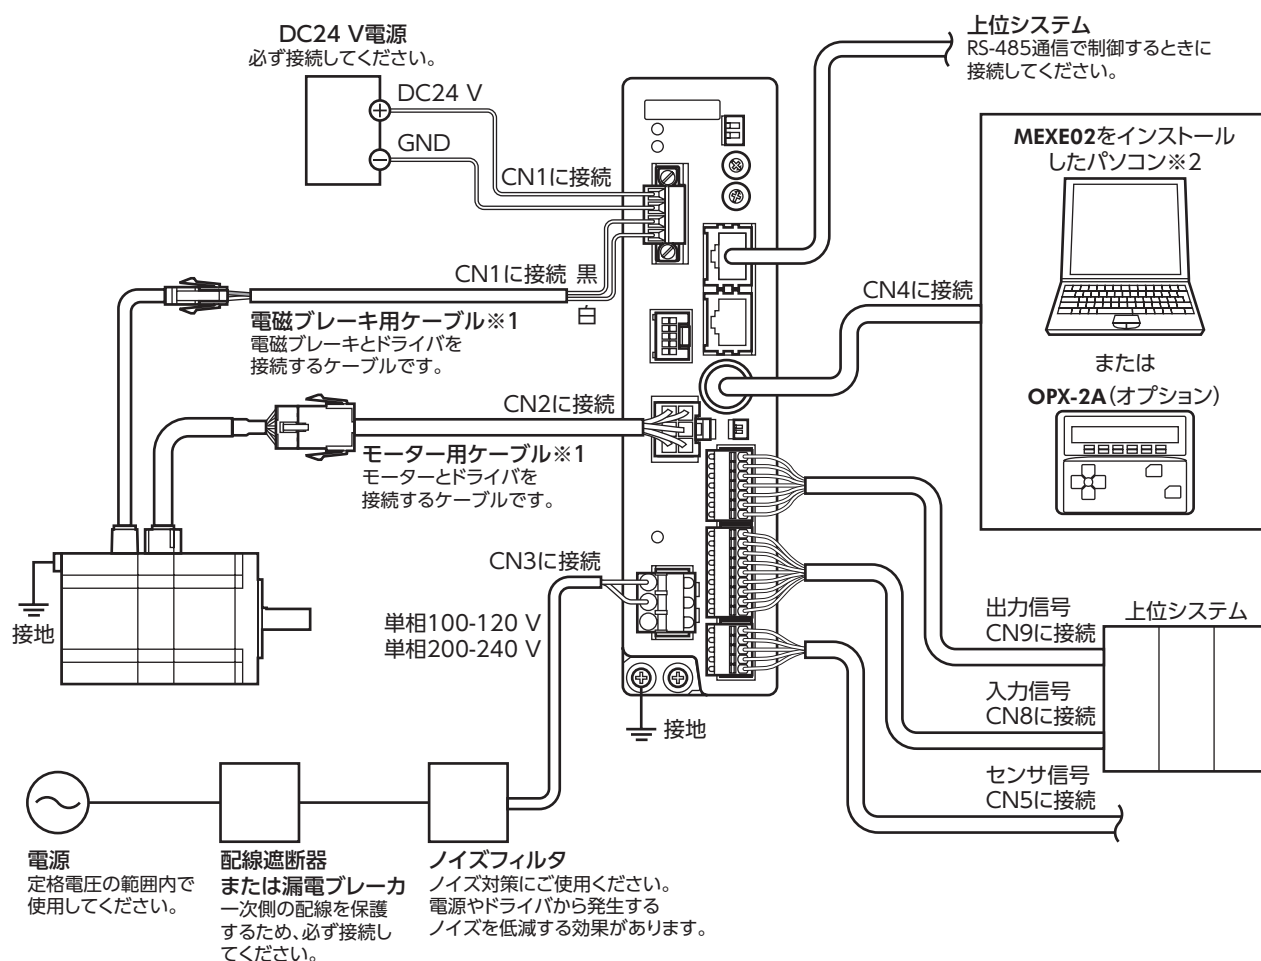 DC24 V電源
必ず接続してください。
DC24 V
GND
CN1に接続
上位システム
RS-485通信で制御するときに
接続してください。
MEXE02をインストール
したパソコン※2
または
OPX-2A(オプション)
CN4に接続
CN1に接続 黒
白
電磁ブレーキ用ケーブル※1
電磁ブレーキとドライバを
接続するケーブルです。
CN2に接続
モーター用ケーブル※1
モーターとドライバを
接続するケーブルです。
接地
CN3に接続
単相100-120 V
単相200-240 V
接地
出力信号
CN9に接続
上位システム
入力信号
CN8に接続
センサ信号
CN5に接続
電源
定格電圧の範囲内で
使用してください。
配線遮断器
または漏電ブレーカ
一次側の配線を保護
するため、必ず接続し
てください。
ノイズフィルタ
ノイズ対策にご使用ください。
電源やドライバから発生する
ノイズを低減する効果があります。